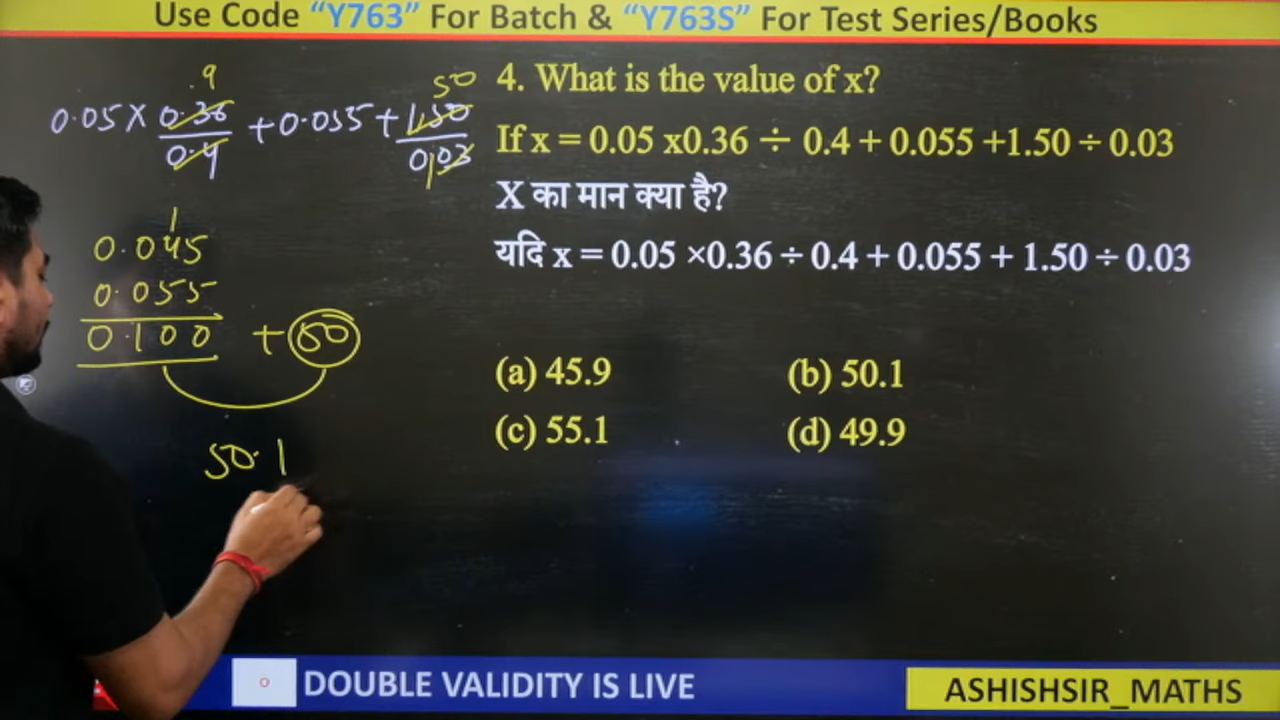 Use Code “Y763” For Batch & “Y763S” For Test Series/Books
.9
50
0.05 X 0.36 + 0.055 + 1.50
0.4 0.03
1
0.045
0.055
0.100 + 50
50.1
4. What is the value of x?
If x = 0.05 x0.36 ÷ 0.4 + 0.055 +1.50 ÷ 0.03
X का मान क्या है?
यदि x = 0.05 ×0.36 ÷ 0.4 + 0.055 + 1.50 ÷ 0.03
(a) 45.9 (b) 50.1
(c) 55.1 (d) 49.9
DOUBLE VALIDITY IS LIVE
ASHISHSIR_MATHS